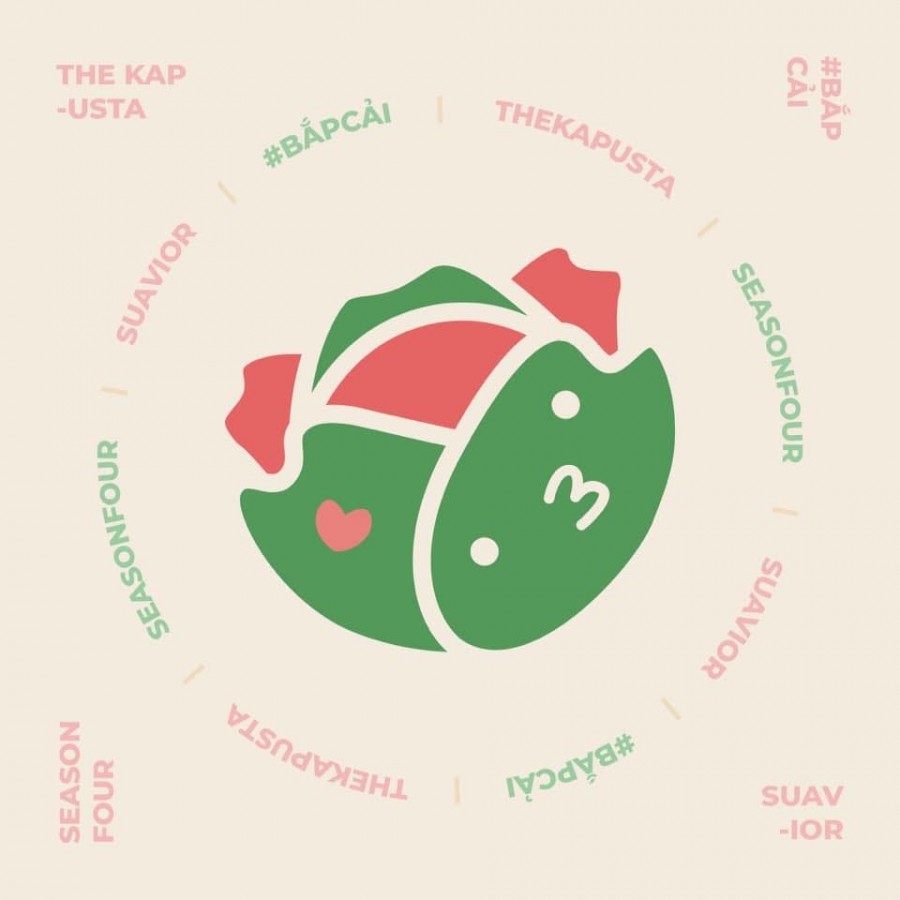 THE KAP
-USTA
#BẮP
CẢI
#BẮPCẢI
THEKAPUSTA
SEASONFOUR
SUAVIOR
#BẮPCẢI
THEKAPUSTA
SEASONFOUR
SUAVIOR
SEASON
FOUR
SUAV
-IOR